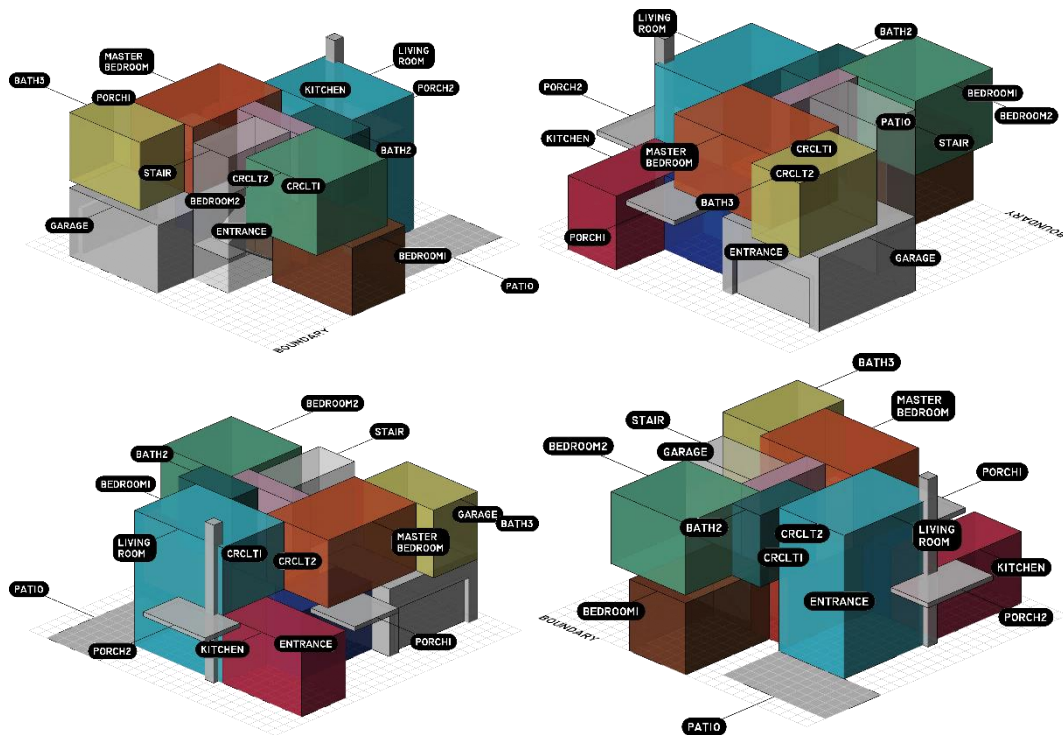 LIVING
ROOM
MASTER
BEDROOM
BATH3
KITCHEN
PORCH2
PORCH1
BATH2
STAIR
CRCLT2
CRCLT1
BEDROOM2
ENTRANCE
GARAGE
BEDROOM1
PATIO
BOUNDARY
LIVING
ROOM
BATH2
PORCH2
BEDROOM1
BEDROOM2
KITCHEN
PATIO
STAIR
CRCLT1
MASTER
BEDROOM
CRCLT2
BATH3
BOUNDARY
PORCH1
ENTRANCE
GARAGE
BEDROOM2
STAIR
BATH2
BEDROOM1
GARAGE
BATH3
LIVING
ROOM
MASTER
BEDROOM
CRCLT1
CRCLT2
PATIO
ENTRANCE
PORCH1
PORCH2
KITCHEN
BATH3
MASTER
BEDROOM
STAIR
BEDROOM2
GARAGE
PORCH1
BATH2
CRCLT2
LIVING
ROOM
CRCLT1
KITCHEN
ENTRANCE
BEDROOM1
PORCH2
BOUNDARY
PATIO